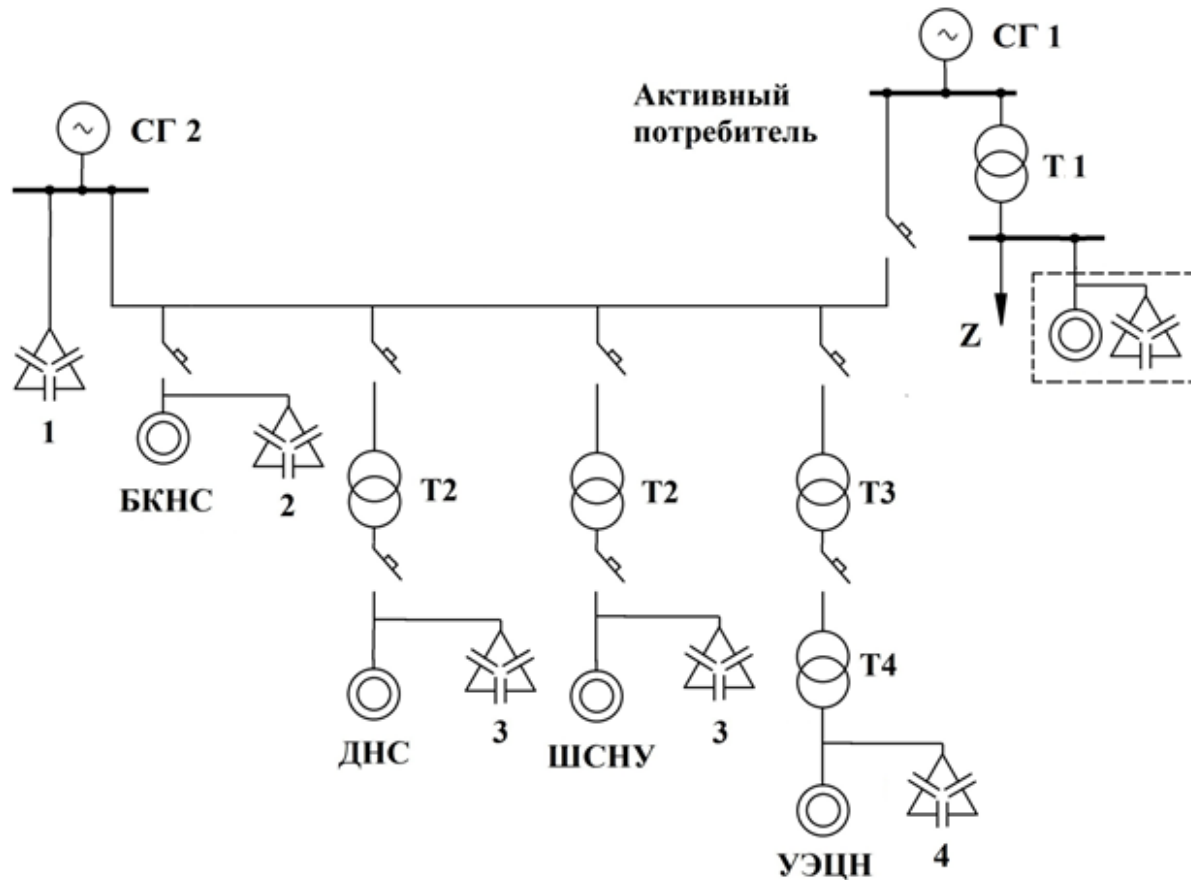 СГ 1
Активный
потребитель
СГ 2
Т 1
Z
1
БКНС
2
Т2
Т2
Т3
Т4
ДНС
3
ШСНУ
3
УЭЦН
4